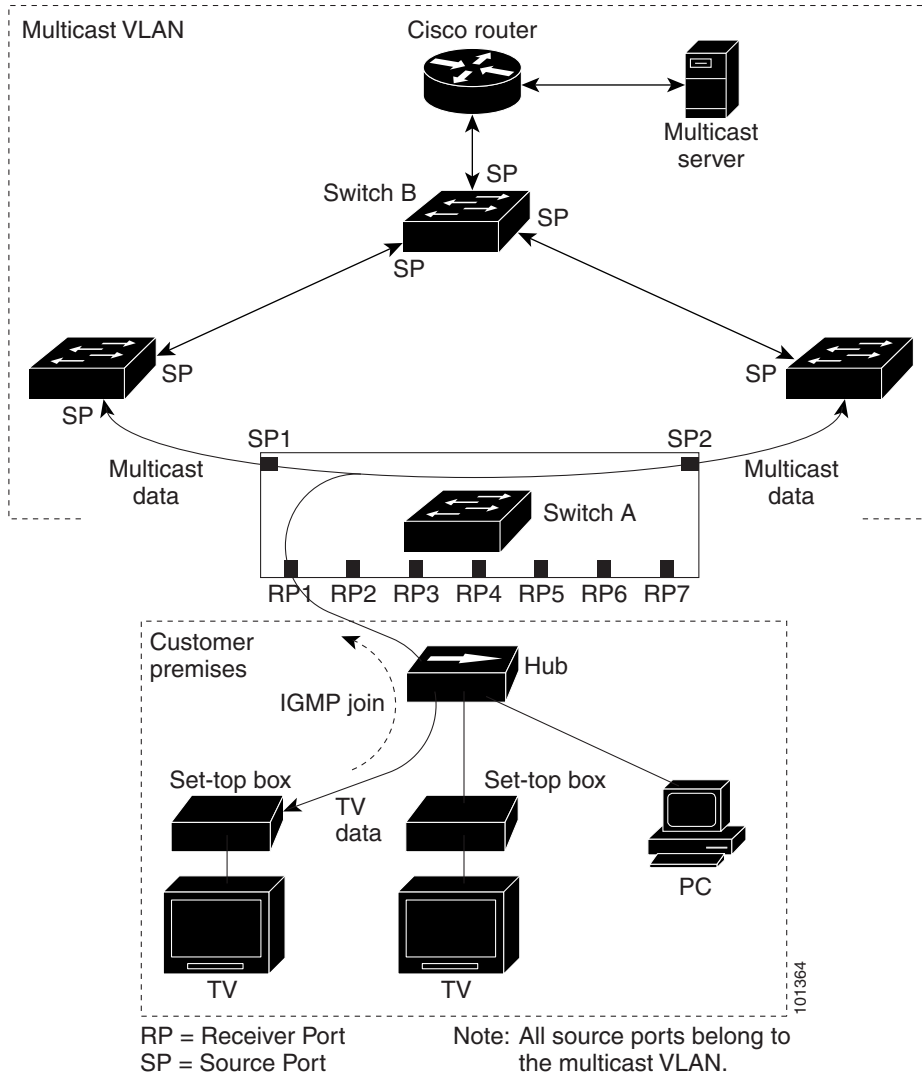 Multicast VLAN
Cisco router
Multicast
server
SP
Switch B
SP
SP
SP
SP
SP
SP1
SP2
Multicast
data
Multicast
data
Switch A
RP1 RP2 RP3 RP4 RP5 RP6 RP7
Customer
premises
Hub
IGMP join
Set-top box
Set-top box
TV
data
PC
TV
TV
101364
RP = Receiver Port
SP = Source Port
Note: All source ports belong to
the multicast VLAN.